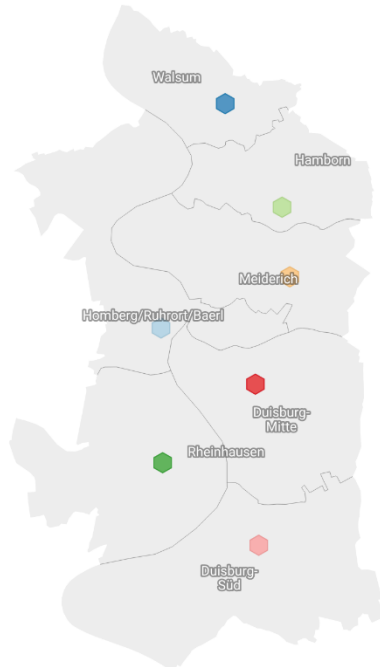 Walsum
Hamborn
Meiderich
Homberg/Ruhrort/Baerl
Duisburg-
Mitte
Rheinhausen
Duisburg-
Süd